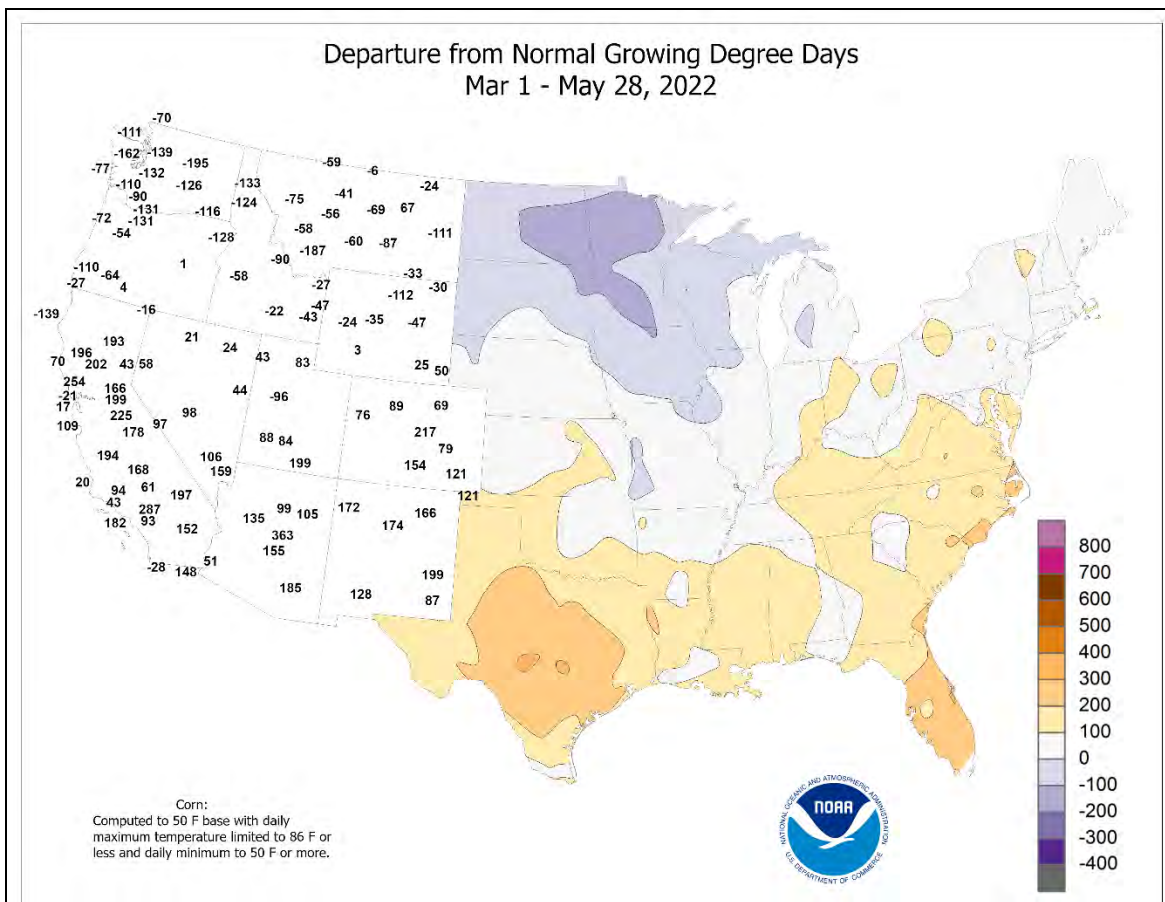 Departure from Normal Growing Degree Days
Mar 1 - May 28, 2022
-70
-111
-162 -139
-77 -132 -195
-110 -126 -133
-90 -124
-131 -116
-72 -131
-54 -128
-110 -64 1
-27 4
-139 -16
-59 -6
-24
-75 -41
-56 -69 67
-58
-187 -60 -87 -111
-90
-58 -27 -33
-112 -30
-22 -47
-43 -24 -35 -47
3
25 50
193 21
196 24
70 202 43 58 43 83
254 166 44 -96
-21 199
17 225 98
109 178 97
88 84
194 106
168 159 199
20 94 61 197
43 287
182 93 152
-28 148 51
76 89 69
217
79
154 121
121
135 99 105 172 166
363 174
155
185 128 199
87
800
700
600
500
400
300
200
100
0
-100
-200
-300
-400
Corn:
Computed to 50 F base with daily
maximum temperature limited to 86 F or
less and daily minimum to 50 F or more.
NATIONAL OCEANIC AND ATMOSPHERIC ADMINISTRATION
NOAA
U.S. DEPARTMENT OF COMMERCE